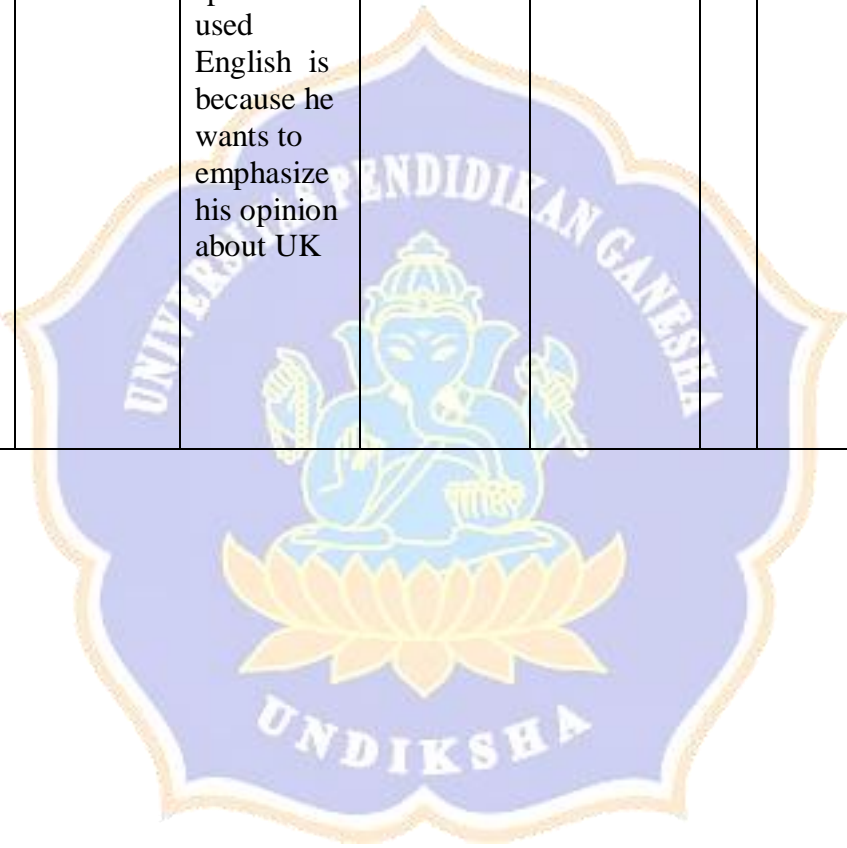 used
English is
because he
wants to
emphasize
his opinion
about UK
UNIVERSITAS PENDIDIKAN GANESHA
UNDIKSHA